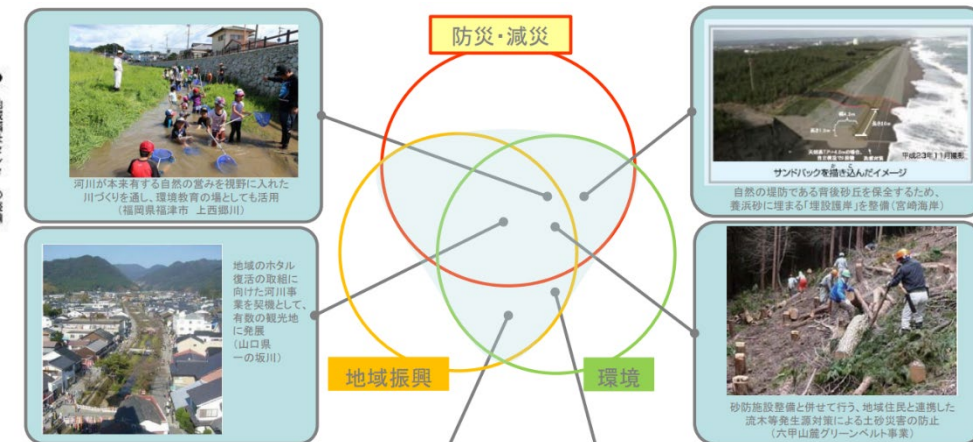 防災・減災
河川が本来有する自然の営みを視野に入れた
川づくりを通し、環境教育の場としても活用
(福岡県福津市 上西郷川)
平成23年11月撮影
サンドパックを描き込んだイメージ
自然の堤防である背後砂丘を保全するため、
養浜砂に埋まる「埋設護岸」を整備(宮崎海岸)
地域のホタル
復活の取組に
向けた河川事
業を契機として、
有数の観光地
に発展
(山口県
一の坂川)
地域振興
環境
砂防施設整備と併せて行う、地域住民と連携した
流木等発生源対策による土砂災害の防止
(六甲山麓グリーンベルト事業)